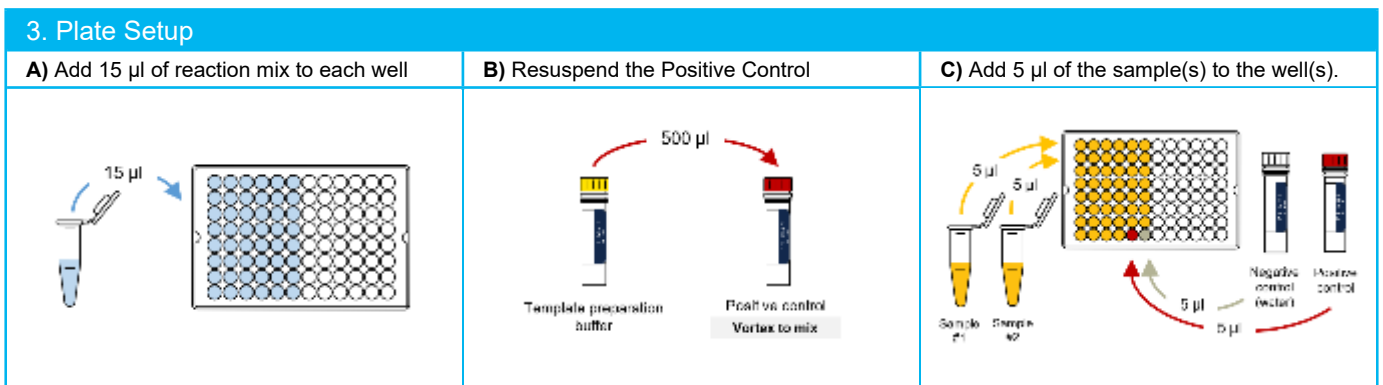 3. Plate Setup
A) Add 15 µl of reaction mix to each well
B) Resuspend the Positive Control
C) Add 5 µl of the sample(s) to the well(s).
15 µl
500 µl
Template preparation
buffer
Positive control
Vortex to mix
5 µl
5 µl
Sample
#1
Sample
#2
Negative
control
(water)
Positive
control
5 µl
5 µl